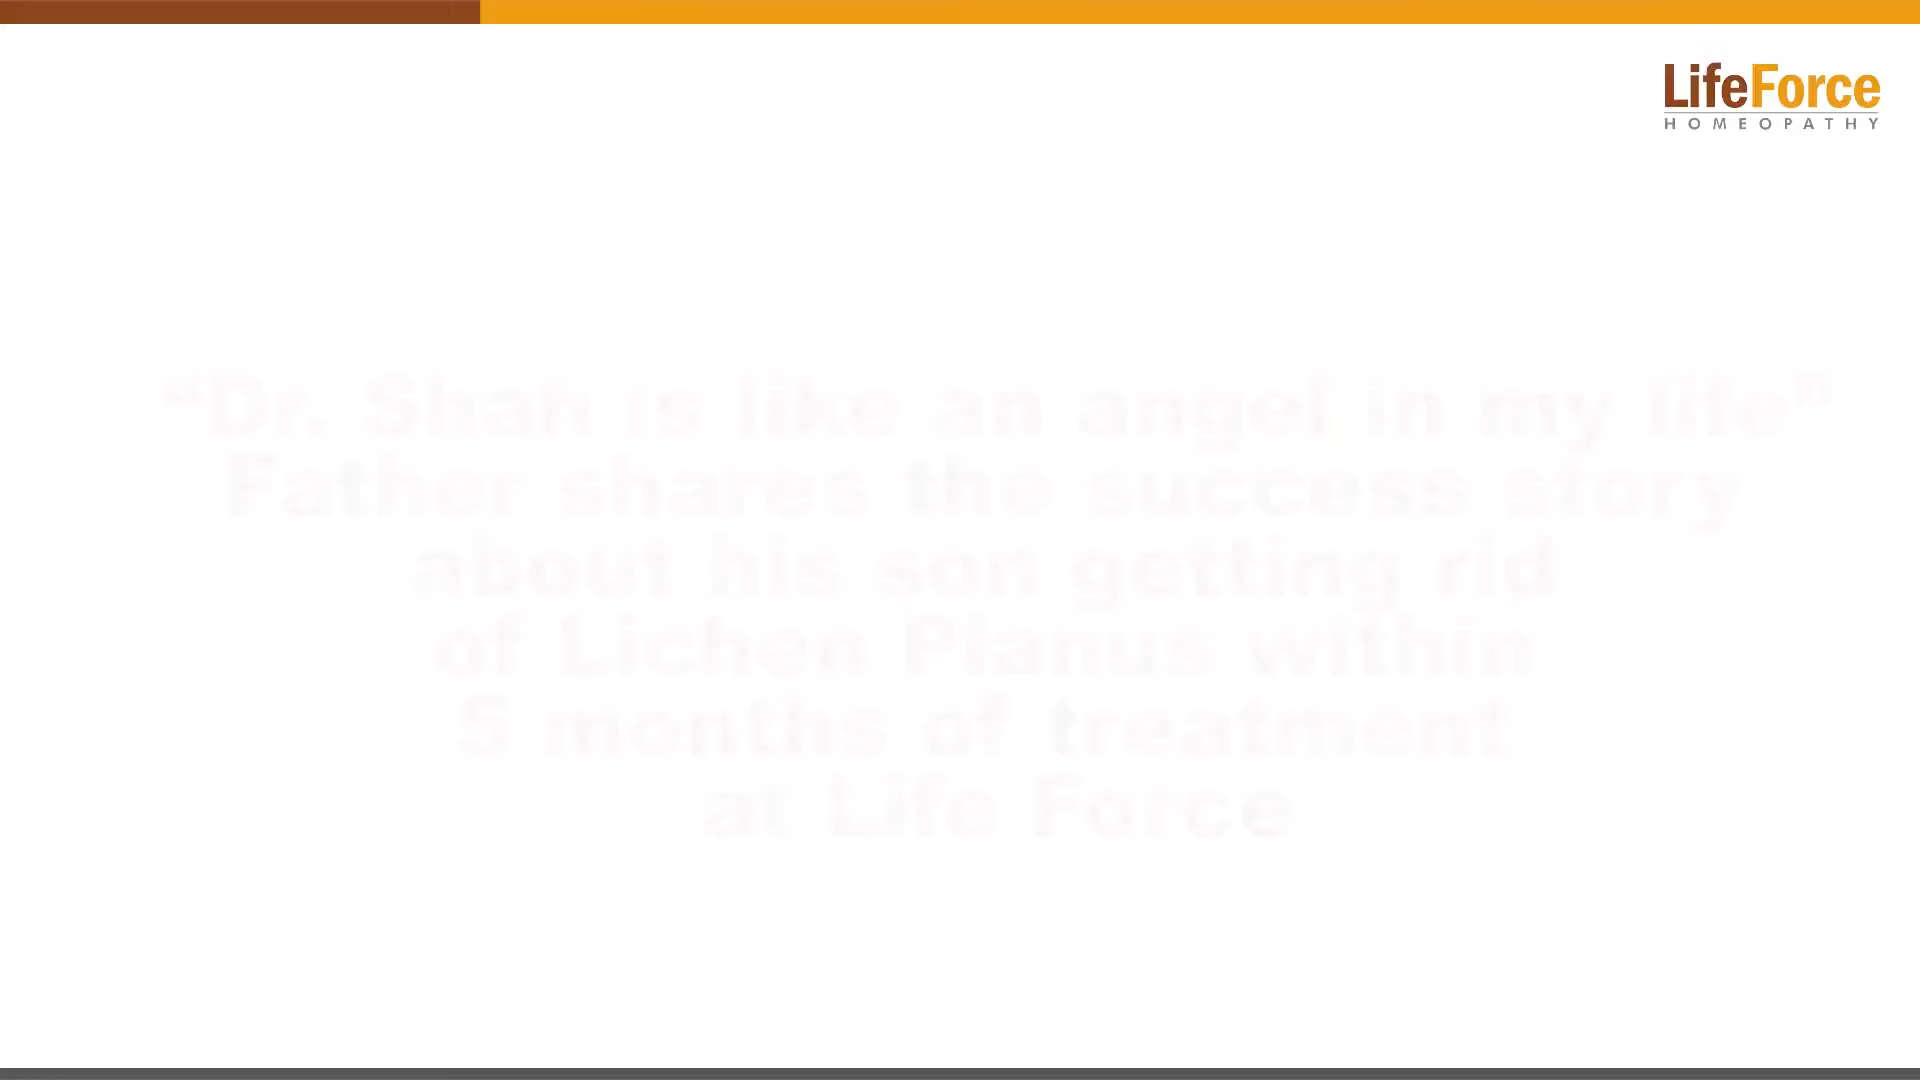 LifeForce
HOMEOPATHY
“Dr. Shah is like an angel in my life”
Father shares the success story
about his son getting rid
of Lichen Planus within
5 months of treatment
at Life Force